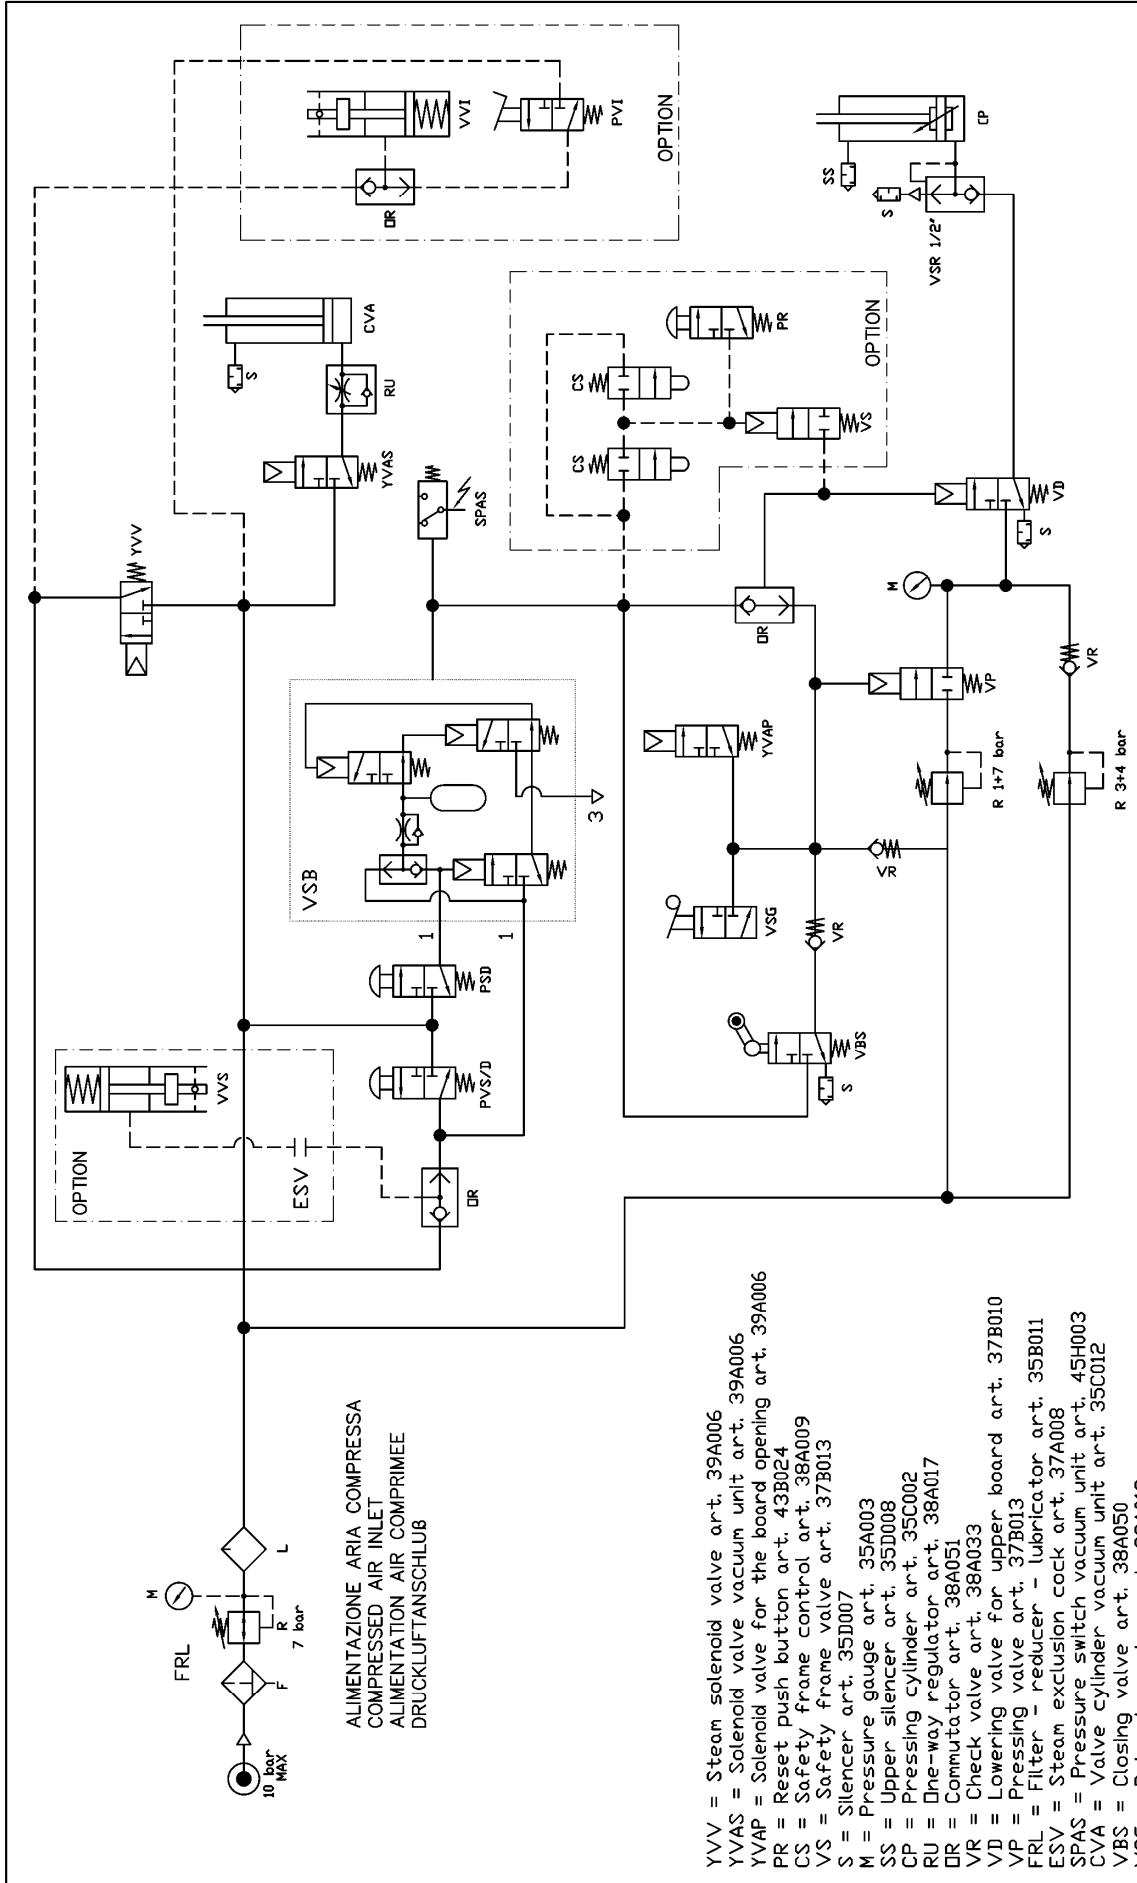 10 bar
MAX
FRL
F
M
R
7 bar
L
ALIMENTAZIONE ARIA COMPRESSA
COMPRESSED AIR INLET
ALIMENTATION AIR COMPRIMEE
DRUCKLUFTANSCHLUß
OPTION
VVS
ESV
OR
PVS/D
PSD
1
1
VSB
3
YVV
YVAS
RU
CVA
S
SPAS
OR
VVI
PVI
OPTION
CS
CS
PR
VS
OPTION
SS
S
CP
VSR 1/2"
VD
S
OR
M
VP
VR
R 1÷7 bar
R 3÷4 bar
YVAP
VSG
VR
VR
VBS
S
YVV = Steam solenoid valve art. 39A006
YVAS = Solenoid valve vacuum unit art. 39A006
YVAP = Solenoid valve for the board opening art. 39A006
PR = Reset push button art. 43B024
CS = Safety frame control art. 38A009
VS = Safety frame valve art. 37B013
S = Silencer art. 35D007
M = Pressure gauge art. 35A003
SS = Upper silencer art. 35D008
CP = Pressing cylinder art. 35C002
RU = One-way regulator art. 38A017
OR = Commutator art. 38A051
VR = Check valve art. 38A033
VD = Lowering valve for upper board art. 37B010
VP = Pressing valve art. 37B013
FRL = Filter - reducer - lubricator art. 35B011
ESV = Steam exclusion cock art. 37A008
SPAS = Pressure switch vacuum unit art. 45H003
CVA = Valve cylinder vacuum unit art. 35C012
VBS = Closing valve art. 38A050